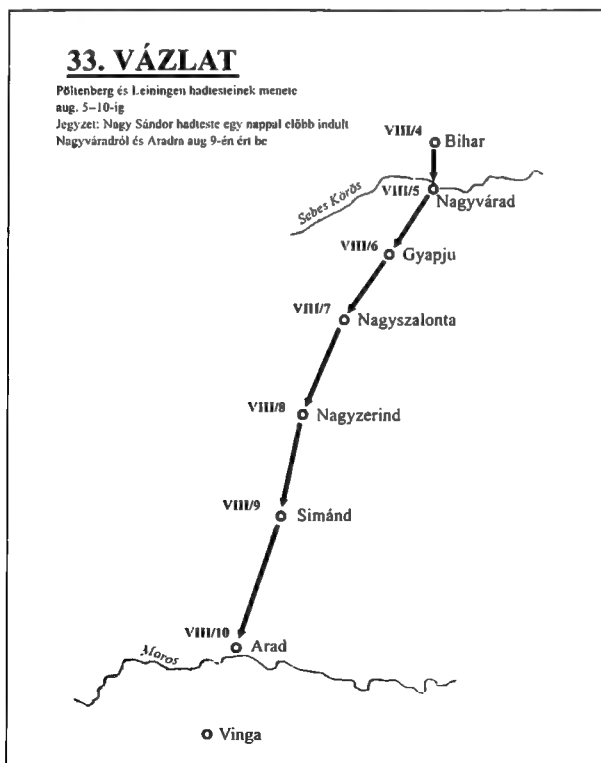 33. VÁZLAT
Pöltenberg és Leiningen hadtesteinek menete
aug. 5–10-ig
Jegyzet: Nagy Sándor hadteste egy nappal előbb indult
Nagyváradról és Aradra aug 9-én ért be
VIII/4
Bihar
Sebes Körös
VIII/5
Nagyvárad
VIII/6
Gyapju
VIII/7
Nagyszalonta
VIII/8
Nagyzerind
VIII/9
Simánd
VIII/10
Arad
Maros
Vinga